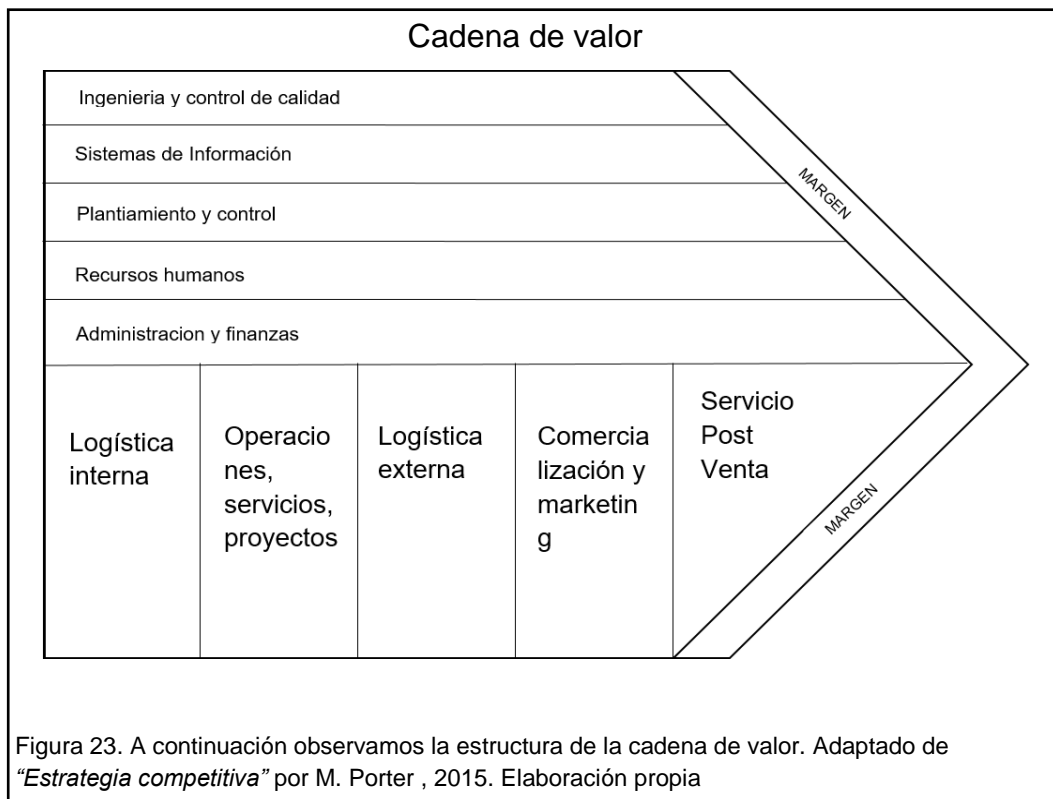 Cadena de valor
Ingenieria y control de calidad
Sistemas de Información
Plantiamiento y control
Recursos humanos
Administracion y finanzas
MARGEN
Logística
interna
Operacio
nes,
servicios,
proyectos
Logística
externa
Comercia
lización y
marketin
g
Servicio
Post
Venta
MARGEN
Figura 23. A continuación observamos la estructura de la cadena de valor. Adaptado de
“Estrategia competitiva” por M. Porter , 2015. Elaboración propia